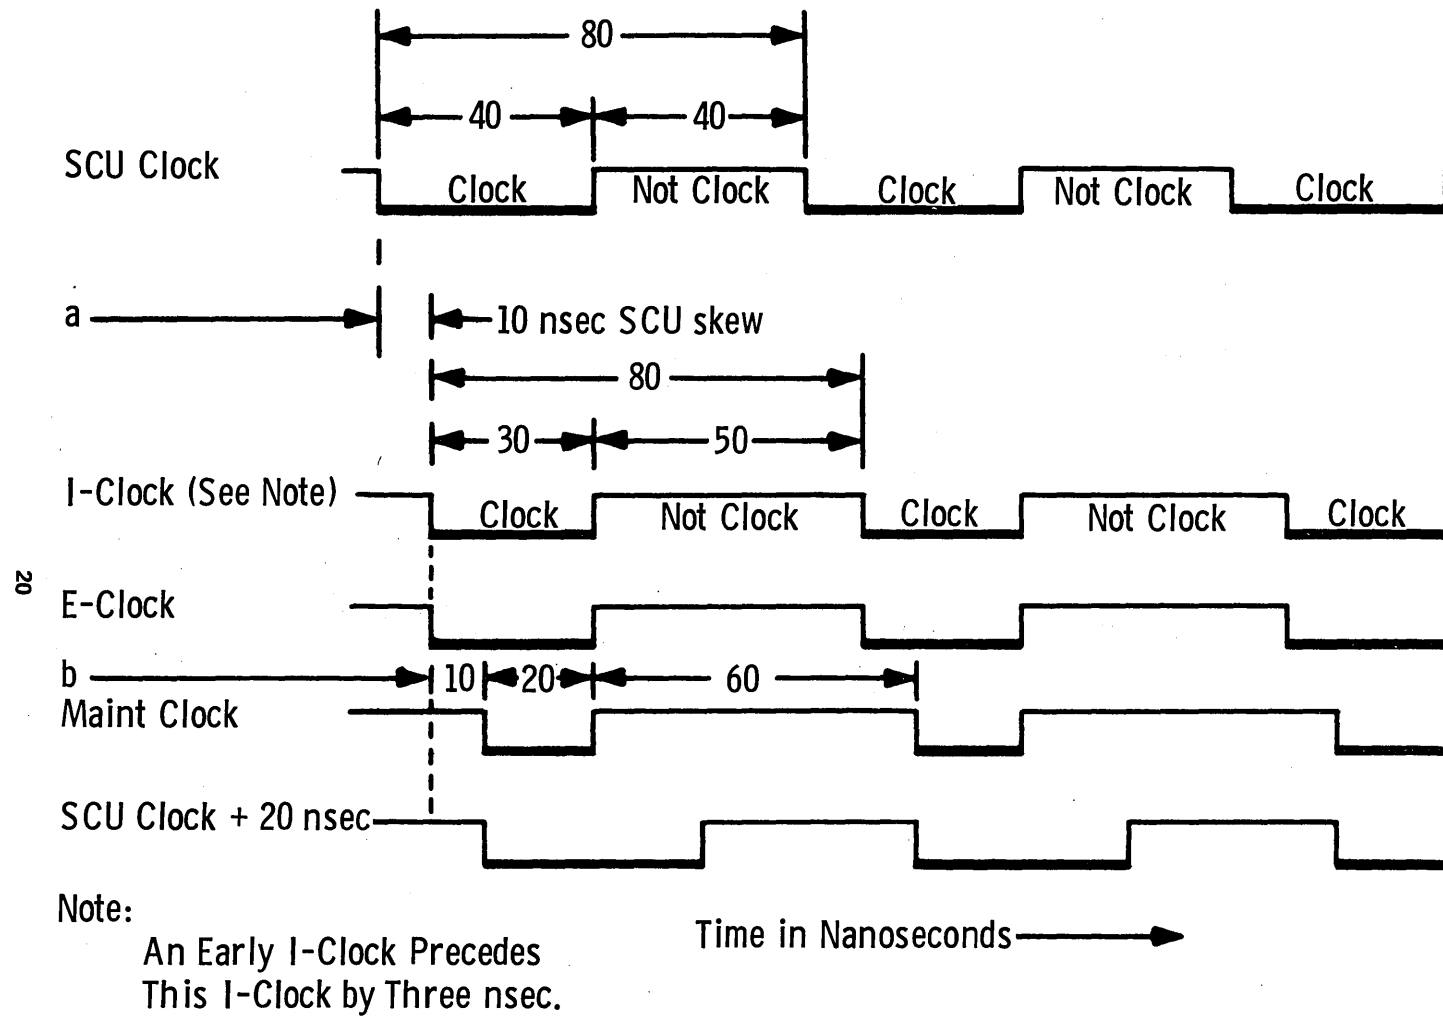 80
40 40
SCU Clock
Clock Not Clock Clock Not Clock Clock
a 10 nsec SCU skew
80
30 50
I-Clock (See Note)
Clock Not Clock Clock Not Clock Clock
20
E-Clock
b 10 20 60
Maint Clock
SCU Clock + 20 nsec
Note:
An Early I-Clock Precedes
This I-Clock by Three nsec.
Time in Nanoseconds